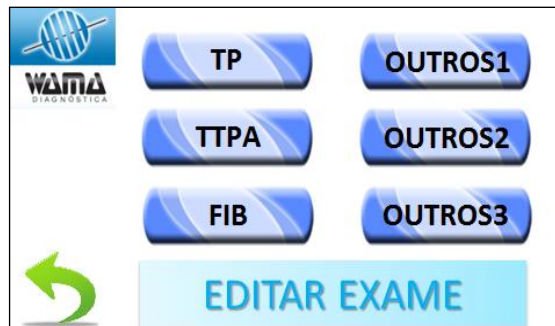 WAMA
DIAGNÓSTICA
TP
OUTROS1
TTPA
OUTROS2
FIB
OUTROS3
EDITAR EXAME